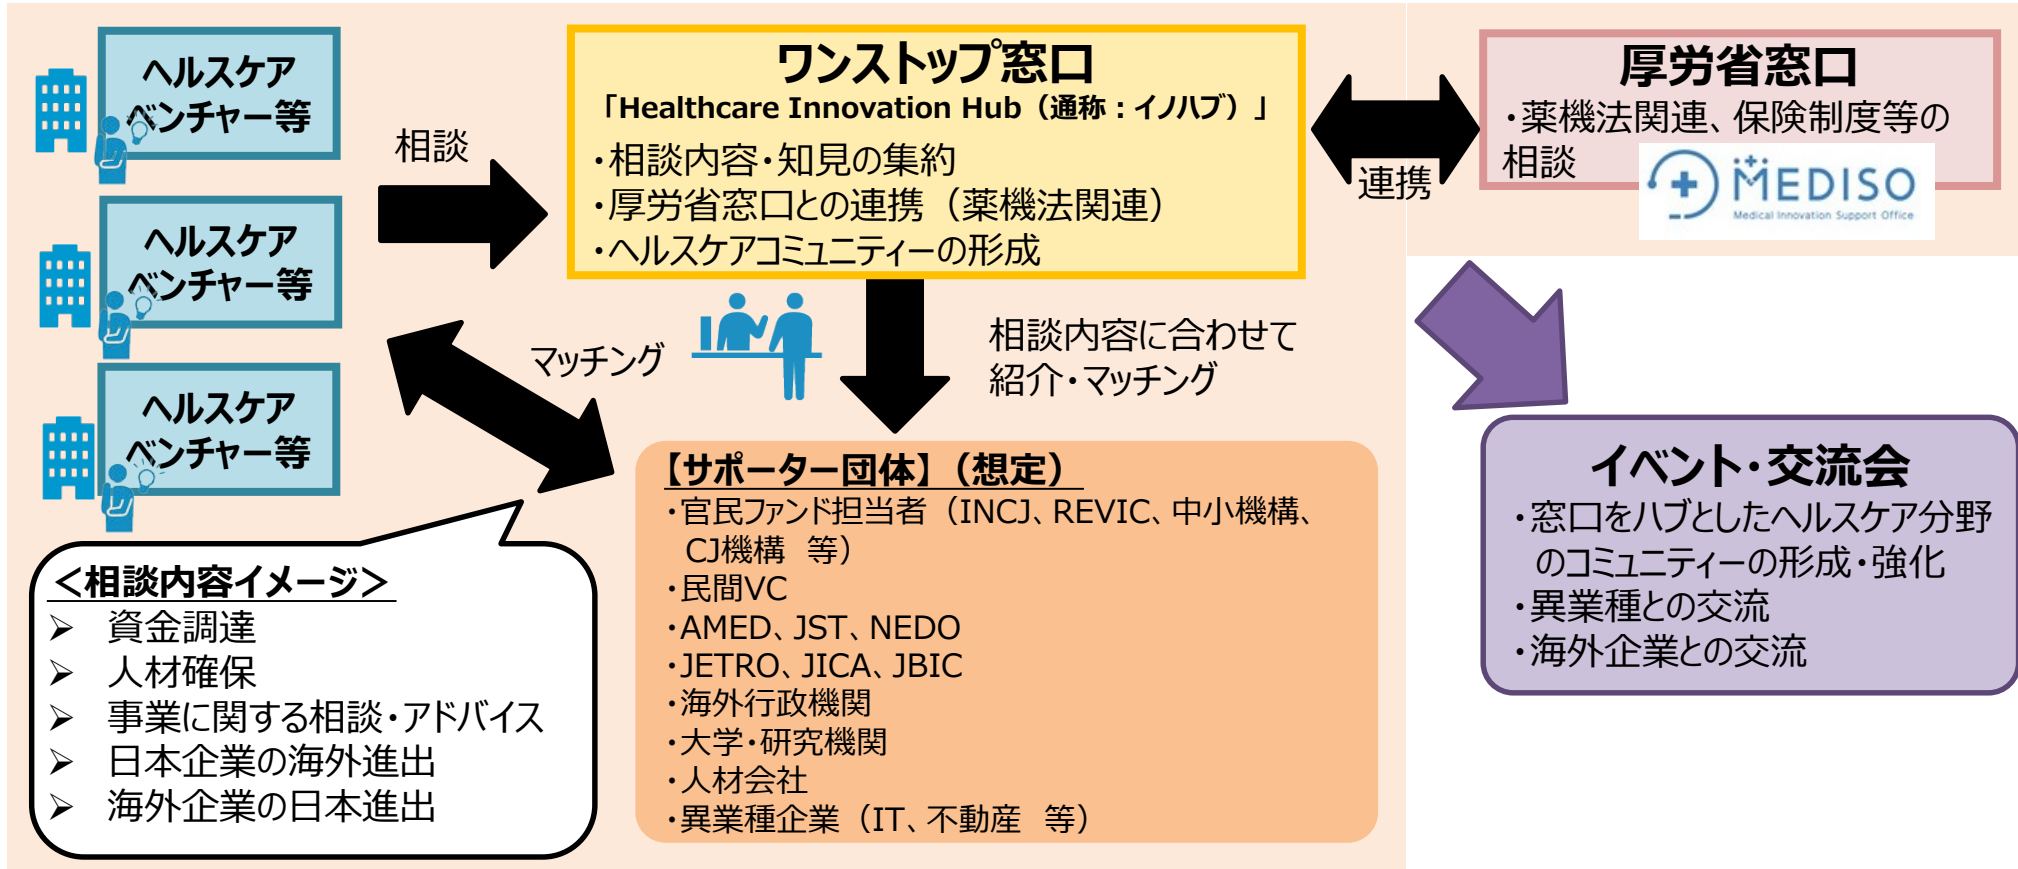 ヘルスケア
ベンチャー等
ヘルスケア
ベンチャー等
ヘルスケア
ベンチャー等
相談
ワンストップ窓口
「Healthcare Innovation Hub（通称：イノハブ）」
・相談内容・知見の集約
・厚労省窓口との連携（薬機法関連）
・ヘルスケアコミュニティーの形成
連携
厚労省窓口
・薬機法関連、保険制度等の
相談
MEDISO
Medical Innovation Support Office
マッチング
相談内容に合わせて
紹介・マッチング
＜相談内容イメージ＞
➢ 資金調達
➢ 人材確保
➢ 事業に関する相談・アドバイス
➢ 日本企業の海外進出
➢ 海外企業の日本進出
【サポーター団体】（想定）
・官民ファンド担当者（INCJ、REVIC、中小機構、
CJ機構 等）
・民間VC
・AMED、JST、NEDO
・JETRO、JICA、JBIC
・海外行政機関
・大学・研究機関
・人材会社
・異業種企業（IT、不動産 等）
イベント・交流会
・窓口をハブとしたヘルスケア分野
のコミュニティーの形成・強化
・異業種との交流
・海外企業との交流